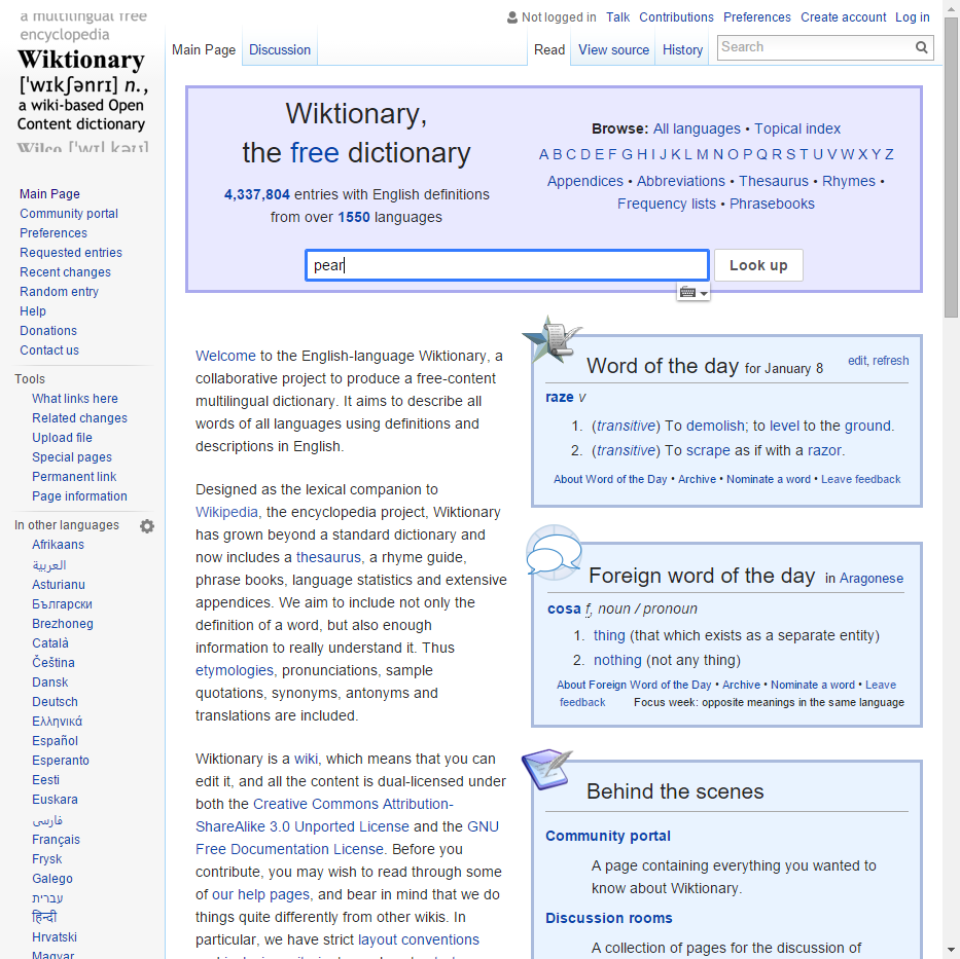 a multilingual free
encyclopedia
Wiktionary
['wɪkʃənrɪ] n.,
a wiki-based Open
Content dictionary
Wilco ['wɪl kəʊ]
Main Page
Community portal
Preferences
Requested entries
Recent changes
Random entry
Help
Donations
Contact us
Tools
What links here
Related changes
Upload file
Special pages
Permanent link
Page information
In other languages
Afrikaans
العربية
Asturianu
Български
Brezhoneg
Català
Čeština
Dansk
Deutsch
Ελληνικά
Español
Esperanto
Eesti
Euskara
فارسی
Français
Frysk
Galego
עברית
हिन्दी
Hrvatski
Magyar
Not logged in Talk Contributions Preferences Create account Log in
Main Page Discussion Read View source History Search
Wiktionary,
the free dictionary
4,337,804 entries with English definitions
from over 1550 languages
Browse: All languages • Topical index
A B C D E F G H I J K L M N O P Q R S T U V W X Y Z
Appendices • Abbreviations • Thesaurus • Rhymes •
Frequency lists • Phrasebooks
pear Look up
Welcome to the English-language Wiktionary, a
collaborative project to produce a free-content
multilingual dictionary. It aims to describe all
words of all languages using definitions and
descriptions in English.
Designed as the lexical companion to
Wikipedia, the encyclopedia project, Wiktionary
has grown beyond a standard dictionary and
now includes a thesaurus, a rhyme guide,
phrase books, language statistics and extensive
appendices. We aim to include not only the
definition of a word, but also enough
information to really understand it. Thus
etymologies, pronunciations, sample
quotations, synonyms, antonyms and
translations are included.
Wiktionary is a wiki, which means that you can
edit it, and all the content is dual-licensed under
both the Creative Commons Attribution-
ShareAlike 3.0 Unported License and the GNU
Free Documentation License. Before you
contribute, you may wish to read through some
of our help pages, and bear in mind that we do
things quite differently from other wikis. In
particular, we have strict layout conventions
Word of the day for January 8 edit, refresh
raze v
1. (transitive) To demolish; to level to the ground.
2. (transitive) To scrape as if with a razor.
About Word of the Day • Archive • Nominate a word • Leave feedback
Foreign word of the day in Aragonese
cosa f, noun / pronoun
1. thing (that which exists as a separate entity)
2. nothing (not any thing)
About Foreign Word of the Day • Archive • Nominate a word • Leave
feedback Focus week: opposite meanings in the same language
Behind the scenes
Community portal
A page containing everything you wanted to
know about Wiktionary.
Discussion rooms
A collection of pages for the discussion of